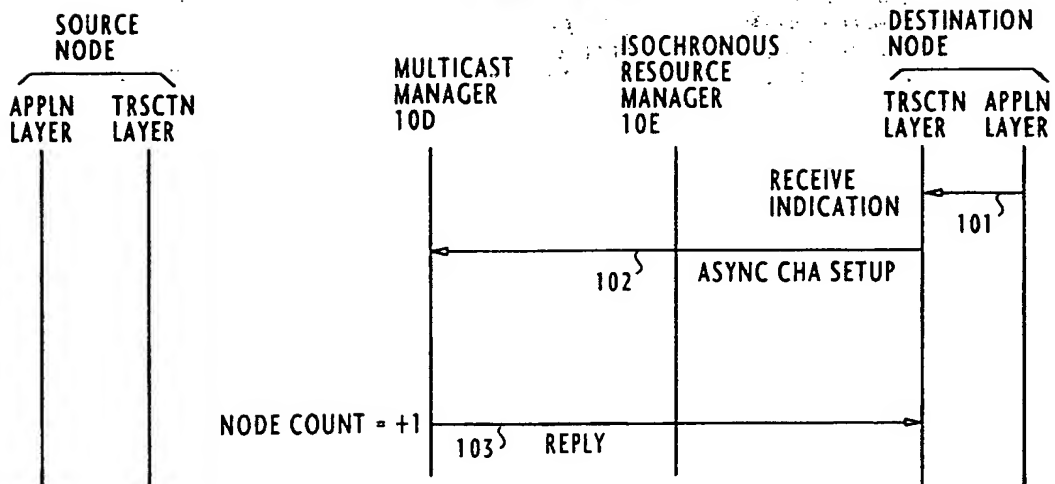 SOURCE
NODE
APPLN
LAYER
TRSCTN
LAYER
MULTICAST
MANAGER
10D
ISOCHRONOUS
RESOURCE
MANAGER
10E
DESTINATION
NODE
TRSCTN
LAYER
APPLN
LAYER
RECEIVE
INDICATION
101
102
ASYNC CHA SETUP
NODE COUNT = +1
103
REPLY